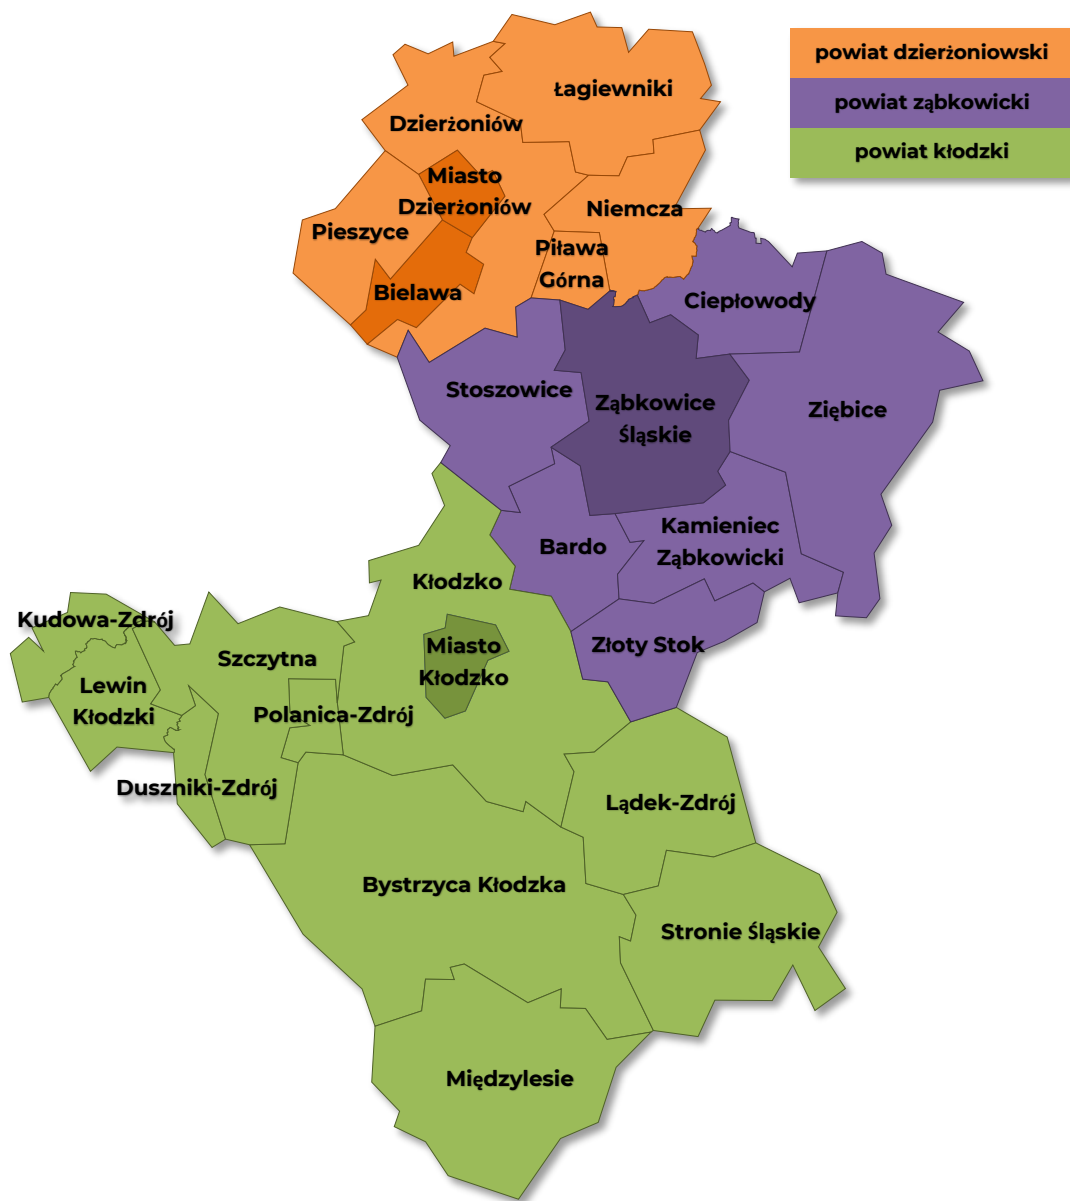 powiat dzierżoniowski
powiat ząbkowicki
powiat kłodzki
Łagiewniki
Dzierżoniów
Miasto
Dzierżoniów
Pieszyce
Niemcza
Piława
Górna
Bielawa
Ciepłowody
Stoszowice
Ząbkowice
Śląskie
Ziębice
Bardo
Kamieniec
Ząbkowicki
Kłodzko
Złoty Stok
Miasto
Kłodzko
Kudowa-Zdrój
Szczytna
Lewin
Kłodzki
Polanica-Zdrój
Duszniki-Zdrój
Lądek-Zdrój
Bystrzyca Kłodzka
Stronie Śląskie
Międzylesie